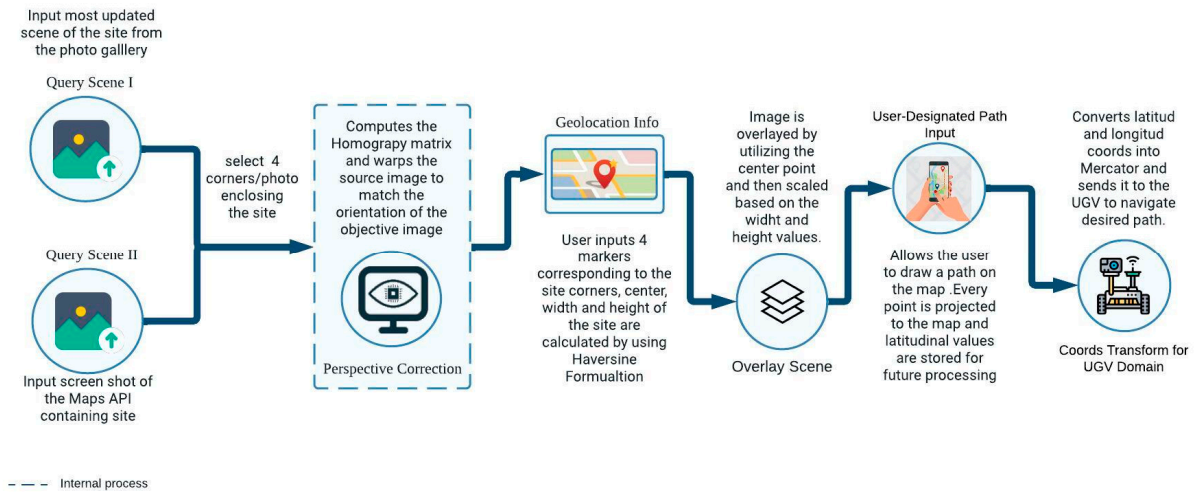 Input most updated
scene of the site from
the photo galllery
Query Scene I
Query Scene II
Input screen shot of
the Maps API
containing site
select 4
corners/photo
enclosing
the site
Computes the
Homograpy matrix
and warps the
source image to
match the
orientation of the
objective image
Perspective Correction
Geolocation Info
User inputs 4
markers
corresponding to the
site corners, center,
width and height of
the site are
calculated by using
Haversine
Formualtion
Image is
overlayed by
utilizing the
center point
and then scaled
based on the
widht and
height values.
Overlay Scene
User-Designated Path
Input
Allows the user
to draw a path on
the map .Every
point is projected
to the map and
latitudinal values
are stored for
future processing
Converts latitud
and longitud
coords into
Mercator and
sends it to the
UGV to navigate
desired path.
Coords Transform for
UGV Domain
Internal process